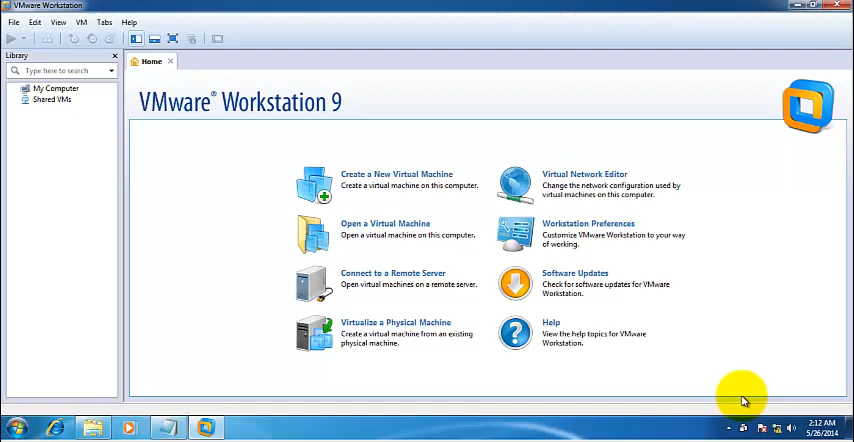 VMware Workstation
File Edit View VM Tabs Help
Library
Type here to search
My Computer
Shared VMs
Home
VMware® Workstation 9
Create a New Virtual Machine
Create a virtual machine on this computer.
Open a Virtual Machine
Open a virtual machine on this computer.
Connect to a Remote Server
Open virtual machines on a remote server.
Virtualize a Physical Machine
Create a virtual machine from an existing
physical machine.
Virtual Network Editor
Change the network configuration used by
virtual machines on this computer.
Workstation Preferences
Customize VMware Workstation to your way
of working.
Software Updates
Check for software updates for VMware
Workstation.
Help
View the help topics for VMware
Workstation.
2:12 AM
5/26/2014